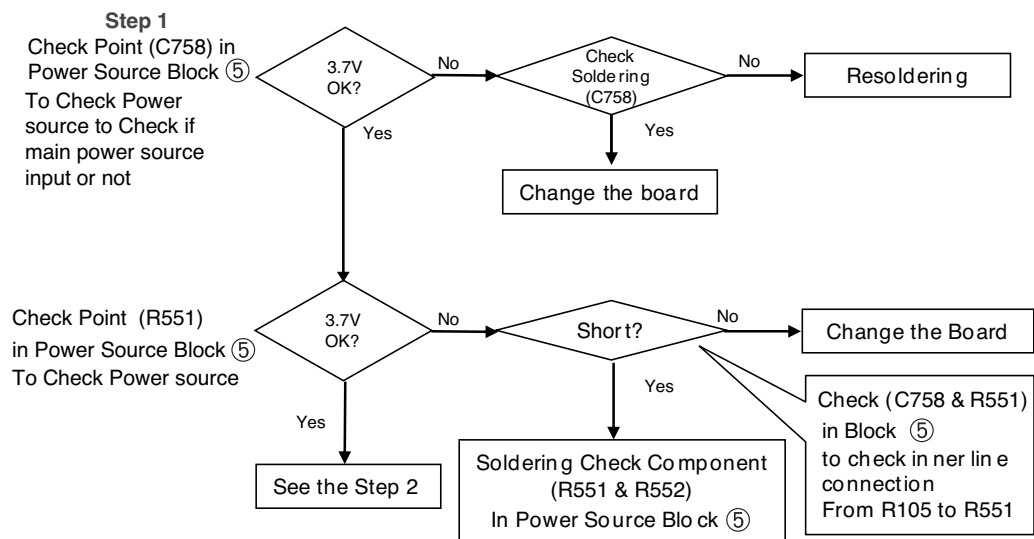 Step 1
Check Point (C758) in
Power Source Block ⑤
To Check Power
source to Check if
main power source
input or not
3.7V
OK?
No
Yes
Check
Soldering
(C758)
No
Resoldering
Yes
Change the board
Check Point (R551)
in Power Source Block ⑤
To Check Power source
3.7V
OK?
No
Yes
Short?
No
Change the Board
Yes
See the Step 2
Soldering Check Component
(R551 & R552)
In Power Source Block ⑤
Check (C758 & R551)
in Block ⑤
to check inner line
connection
From R105 to R551